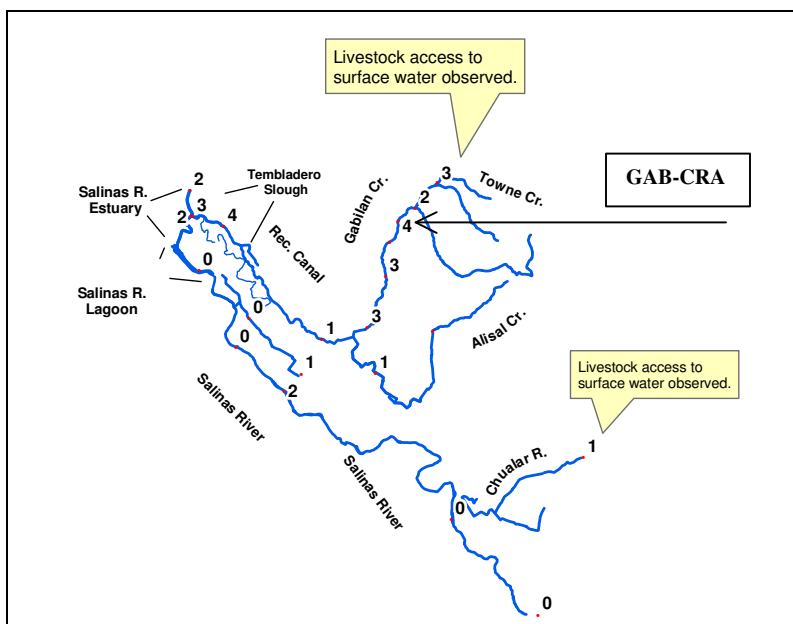 Livestock access to
surface water observed.
GAB-CRA
3
Towne Cr.
2
Gabilan Cr.
4
Salinas R.
Estuary
2
Tembladero
Slough
3
2
4
Rec. Canal
0
3
Salinas R.
Lagoon
0
3
1
Alisal Cr.
0
1
1
Livestock access to
surface water observed.
2
Salinas River
1
Salinas River
Chualar R.
0
0